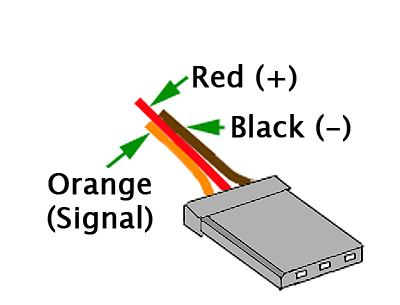 Red (+)
Black (-)
Orange
(Signal)